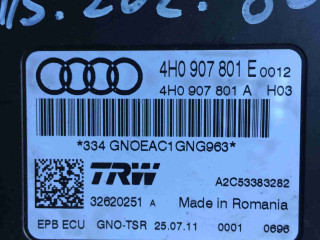 4H0 907 801 E 0012
4H0 907 801 A H03
*334 GNOEAC1GNG963*
TRW
32620251 A
A2C53383282
Made in Romania
EPB ECU GNO-TSR 25.07.11 0001 0696